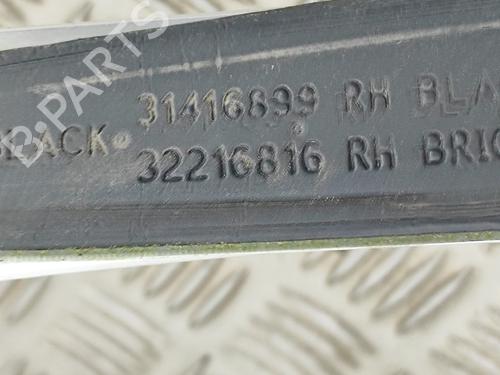 B-PARTS
31416899 RH BLA
BLACK
32216816 RH BRIG